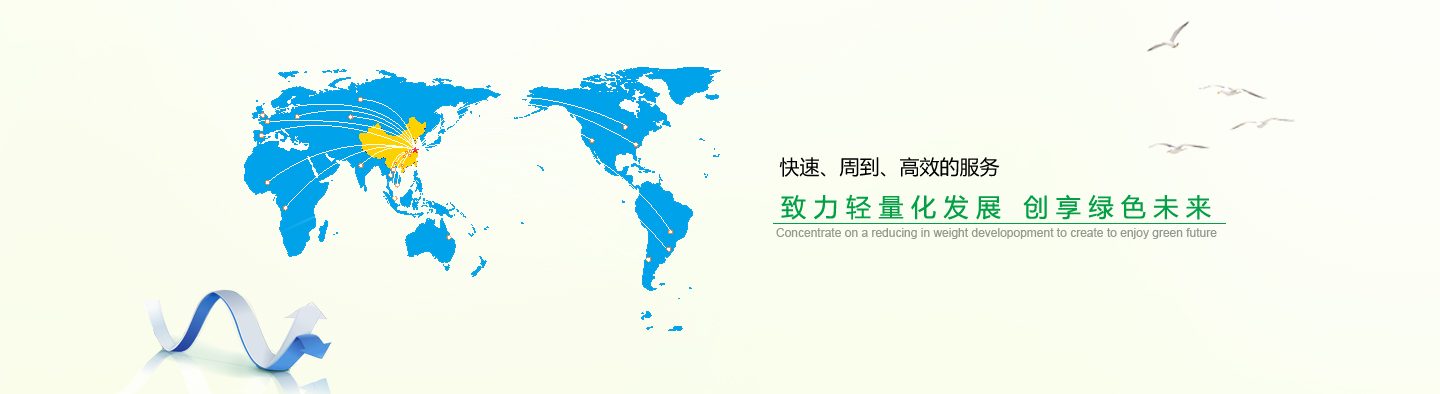 快速、周到、高效的服务
致力轻量化发展 创享绿色未来
Concentrate on a reducing in weight developopment to create to enjoy green future